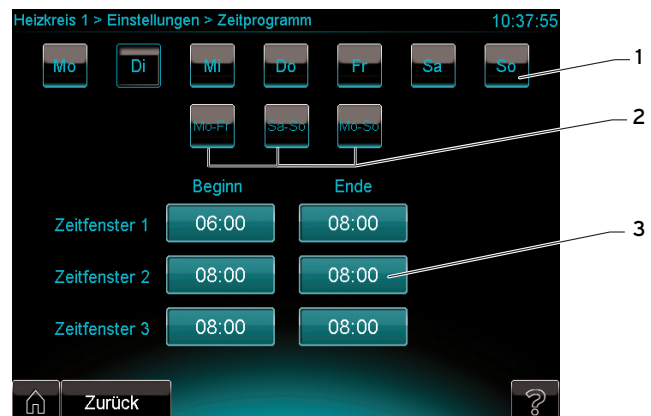 Heizkreis 1 > Einstellungen > Zeitprogramm 10:37:55
Mo Di Mi Do Fr Sa So 1
Mo-Fr Sa-So Mo-So 2
Beginn Ende
Zeitfenster 1 06:00 08:00
3
Zeitfenster 2 08:00 08:00
Zeitfenster 3 08:00 08:00
Zurück ?